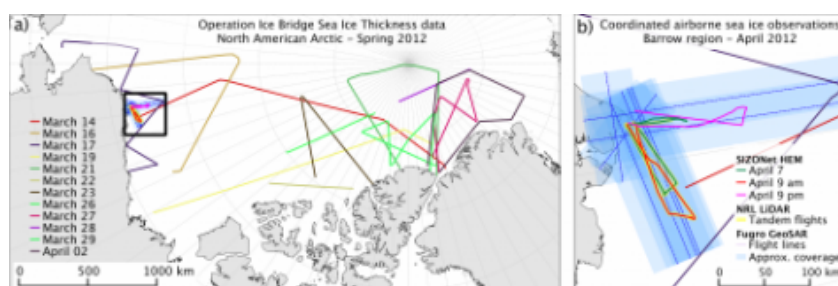 a)
Operation Ice Bridge Sea Ice Thickness data
North American Arctic - Spring 2012
March 14
March 16
March 17
March 19
March 21
March 22
March 23
March 26
March 27
March 28
March 29
April 02
0 500 1000 km
b)
Coordinated airborne sea ice observations
Barrow region - April 2012
SIZONet HEM
April 7
April 9 am
April 9 pm
NRL LiDAR
Tandem flights
Fugro GeoSAR
Flight lines
Approx. coverage
0 50 100 km